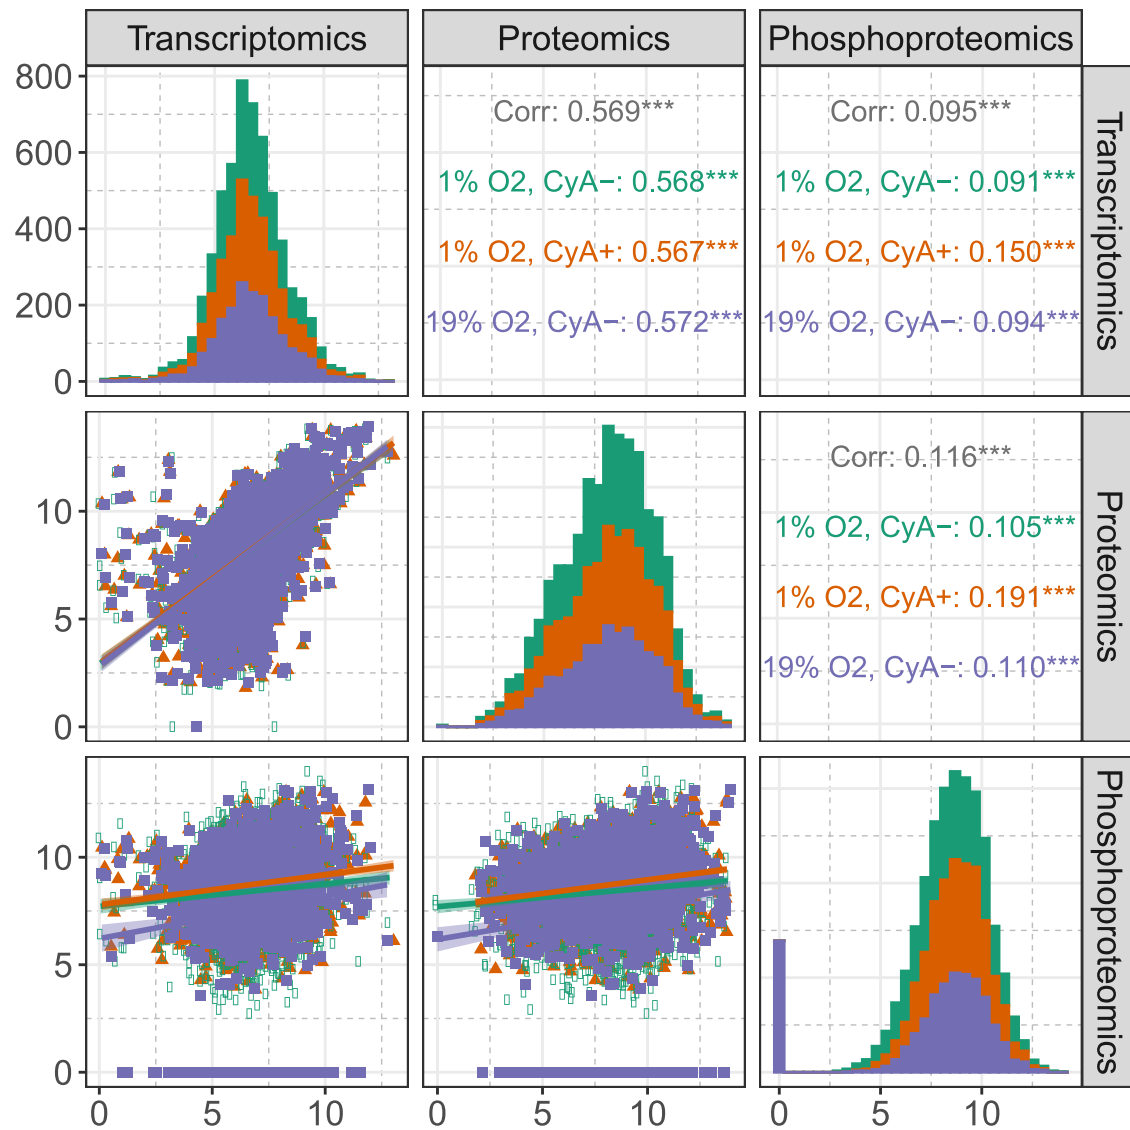 Transcriptomics
Proteomics
Phosphoproteomics
800
600
400
200
0
Corr: 0.569***
1% O2, CyA−: 0.568***
1% O2, CyA+: 0.567***
19% O2, CyA−: 0.572***
Corr: 0.095***
1% O2, CyA−: 0.091***
1% O2, CyA+: 0.150***
19% O2, CyA−: 0.094***
Transcriptomics
10
5
0
Corr: 0.116***
1% O2, CyA−: 0.105***
1% O2, CyA+: 0.191***
19% O2, CyA−: 0.110***
Proteomics
10
5
0
Phosphoproteomics
0 5 10
0 5 10
0 5 10